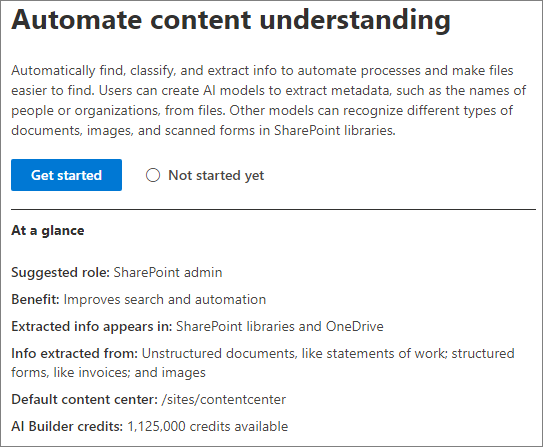 Automate content understanding
Automatically find, classify, and extract info to automate processes and make files
easier to find. Users can create AI models to extract metadata, such as the names of
people or organizations, from files. Other models can recognize different types of
documents, images, and scanned forms in SharePoint libraries.
Get started
Not started yet
At a glance
Suggested role: SharePoint admin
Benefit: Improves search and automation
Extracted info appears in: SharePoint libraries and OneDrive
Info extracted from: Unstructured documents, like statements of work; structured
forms, like invoices; and images
Default content center: /sites/contentcenter
AI Builder credits: 1,125,000 credits available